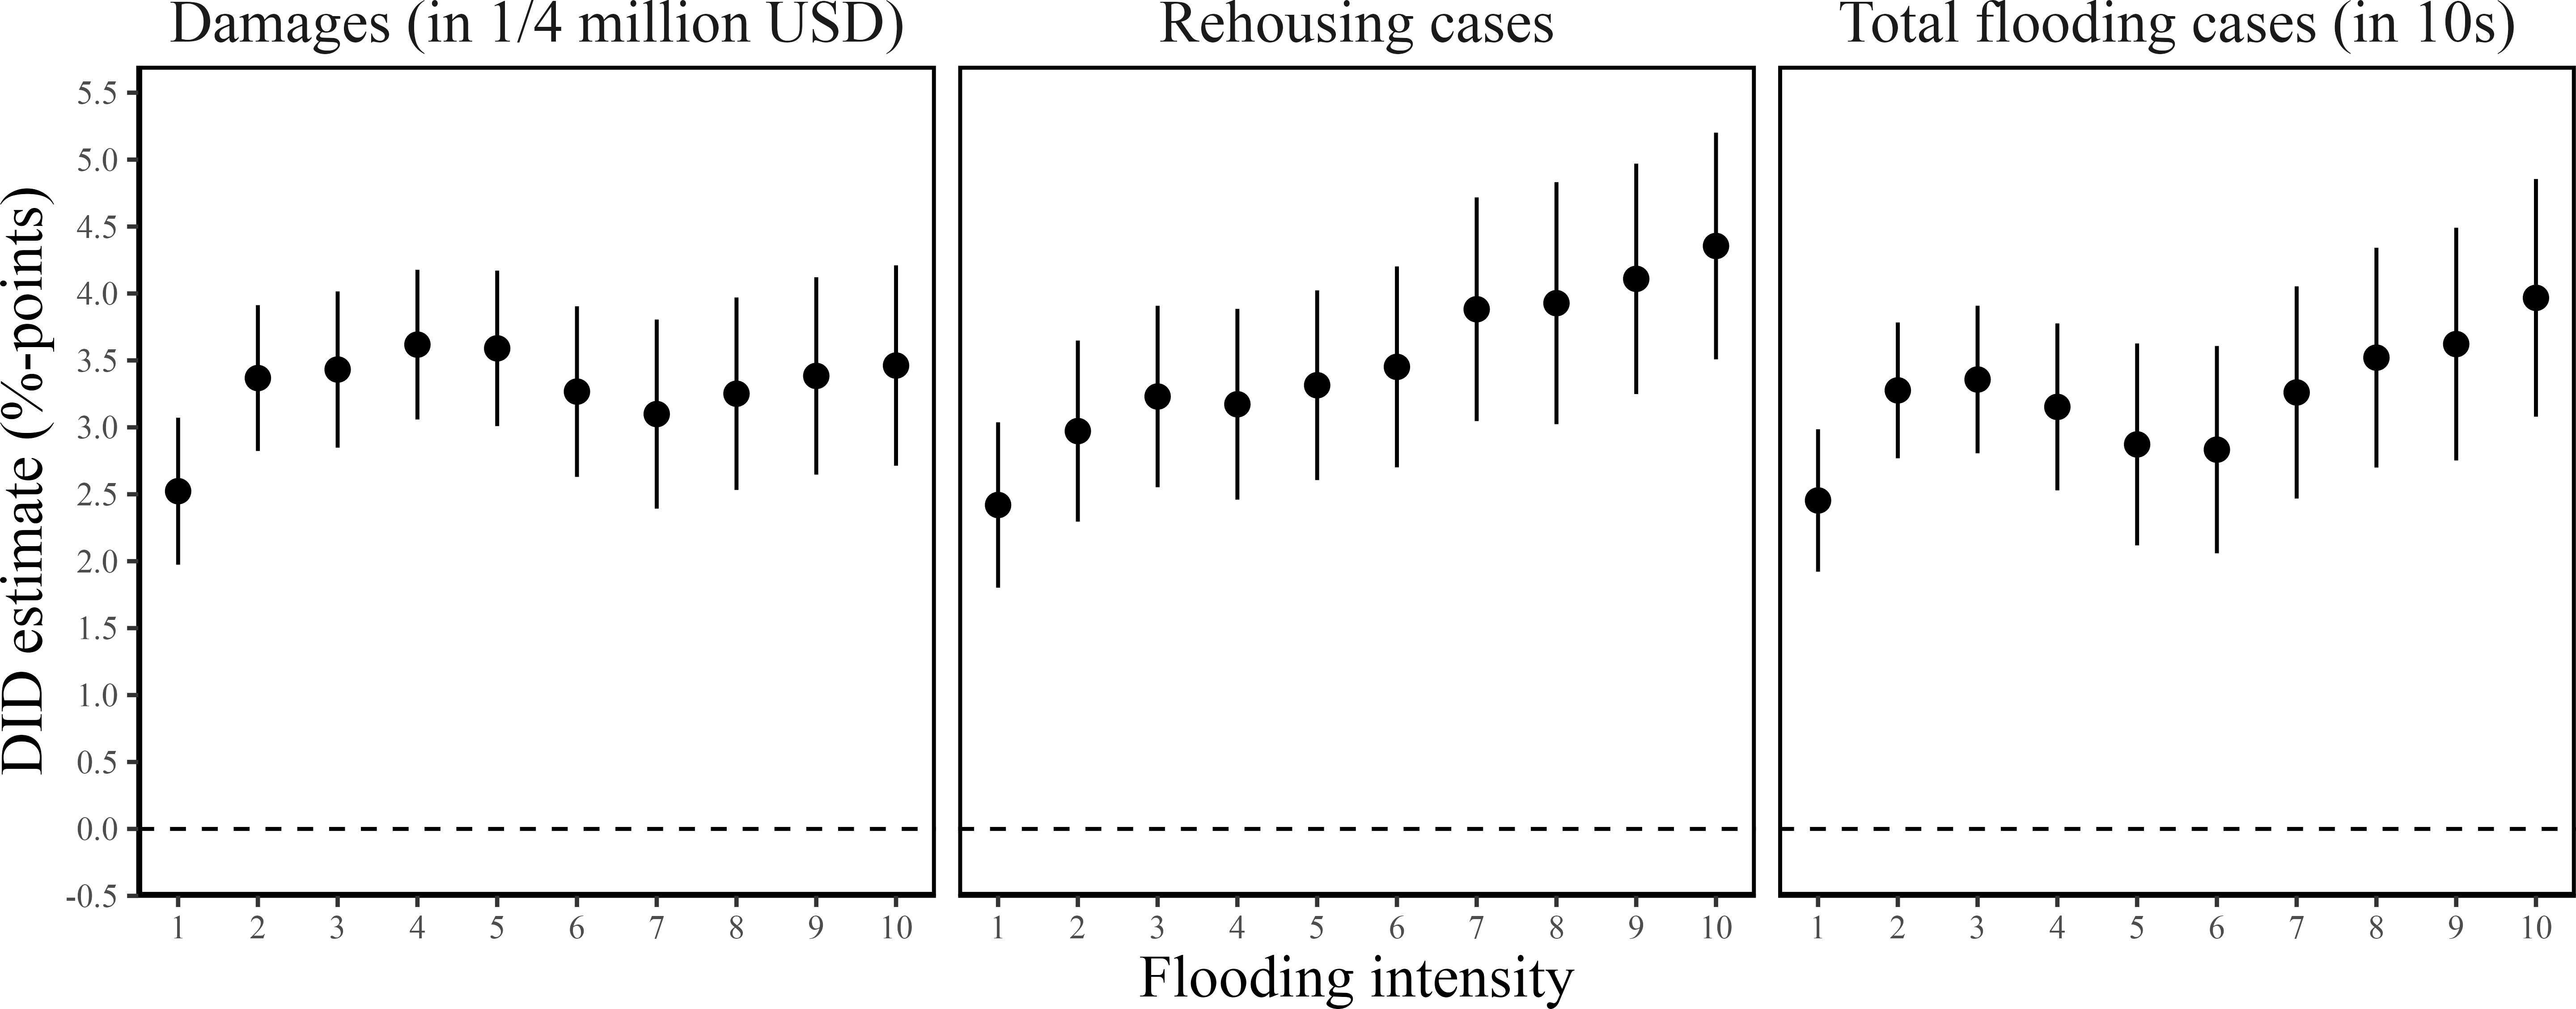 Damages (in 1/4 million USD)
Rehousing cases
Total flooding cases (in 10s)
DID estimate (%-points)
5.5
5.0
4.5
4.0
3.5
3.0
2.5
2.0
1.5
1.0
0.5
0.0
-0.5
1 2 3 4 5 6 7 8 9 10
1 2 3 4 5 6 7 8 9 10
1 2 3 4 5 6 7 8 9 10
Flooding intensity